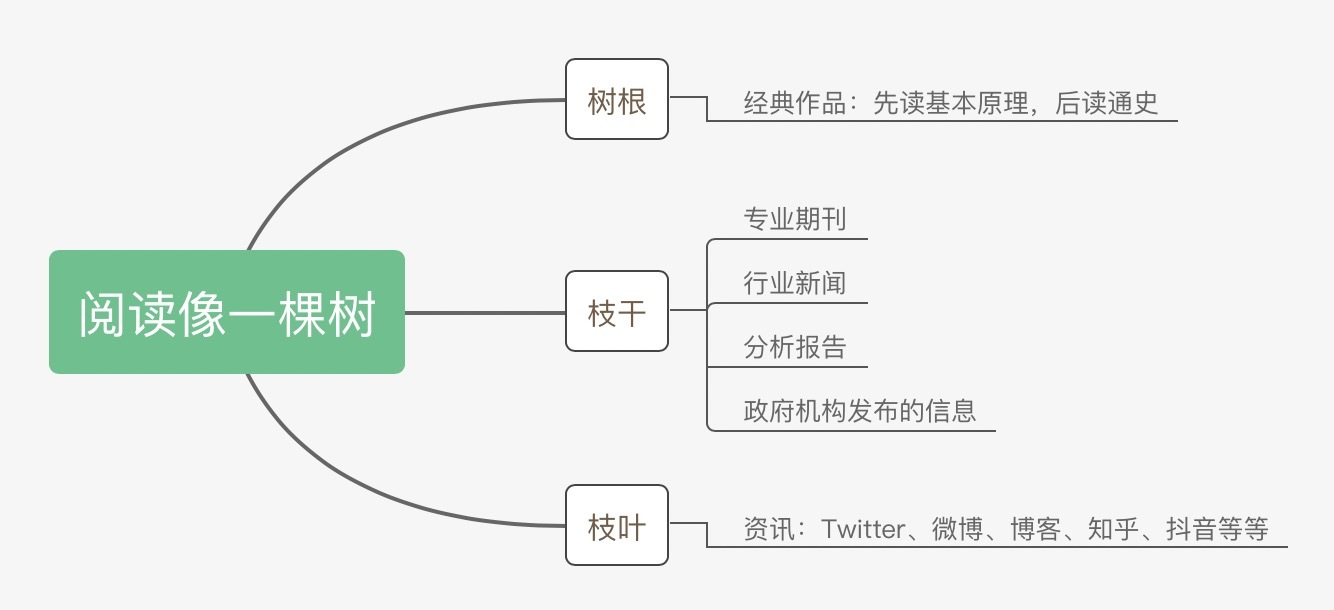 阅读像一棵树
树根
经典作品：先读基本原理，后读通史
枝干
专业期刊
行业新闻
分析报告
政府机构发布的信息
枝叶
资讯：Twitter、微博、博客、知乎、抖音等等